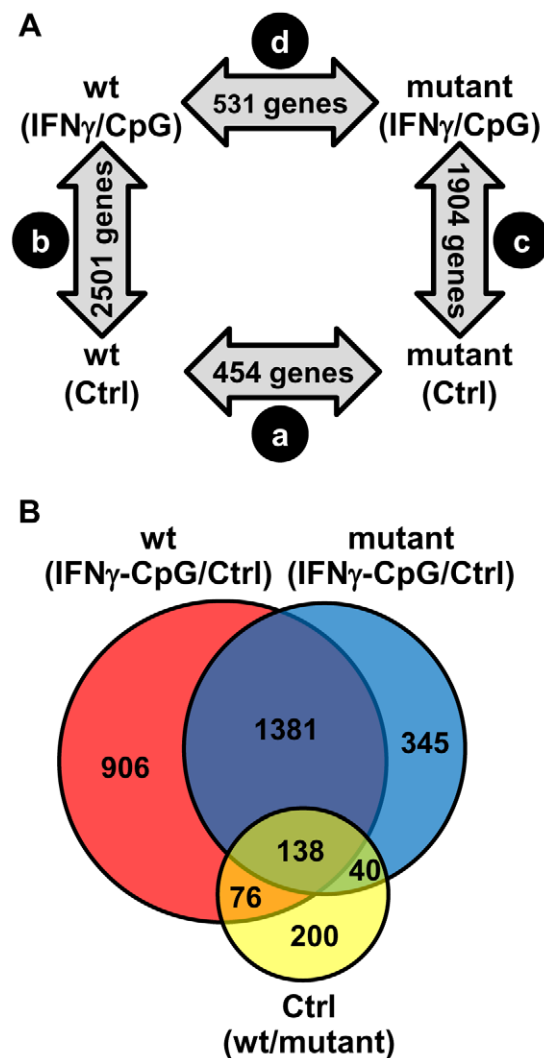 A
d
wt
(IFNγ/CpG)
531 genes
mutant
(IFNγ/CpG)
b
2501 genes
1904 genes
c
wt
(Ctrl)
454 genes
mutant
(Ctrl)
a
B
wt
(IFNγ-CpG/Ctrl)
mutant
(IFNγ-CpG/Ctrl)
906
1381
345
138
40
76
200
Ctrl
(wt/mutant)